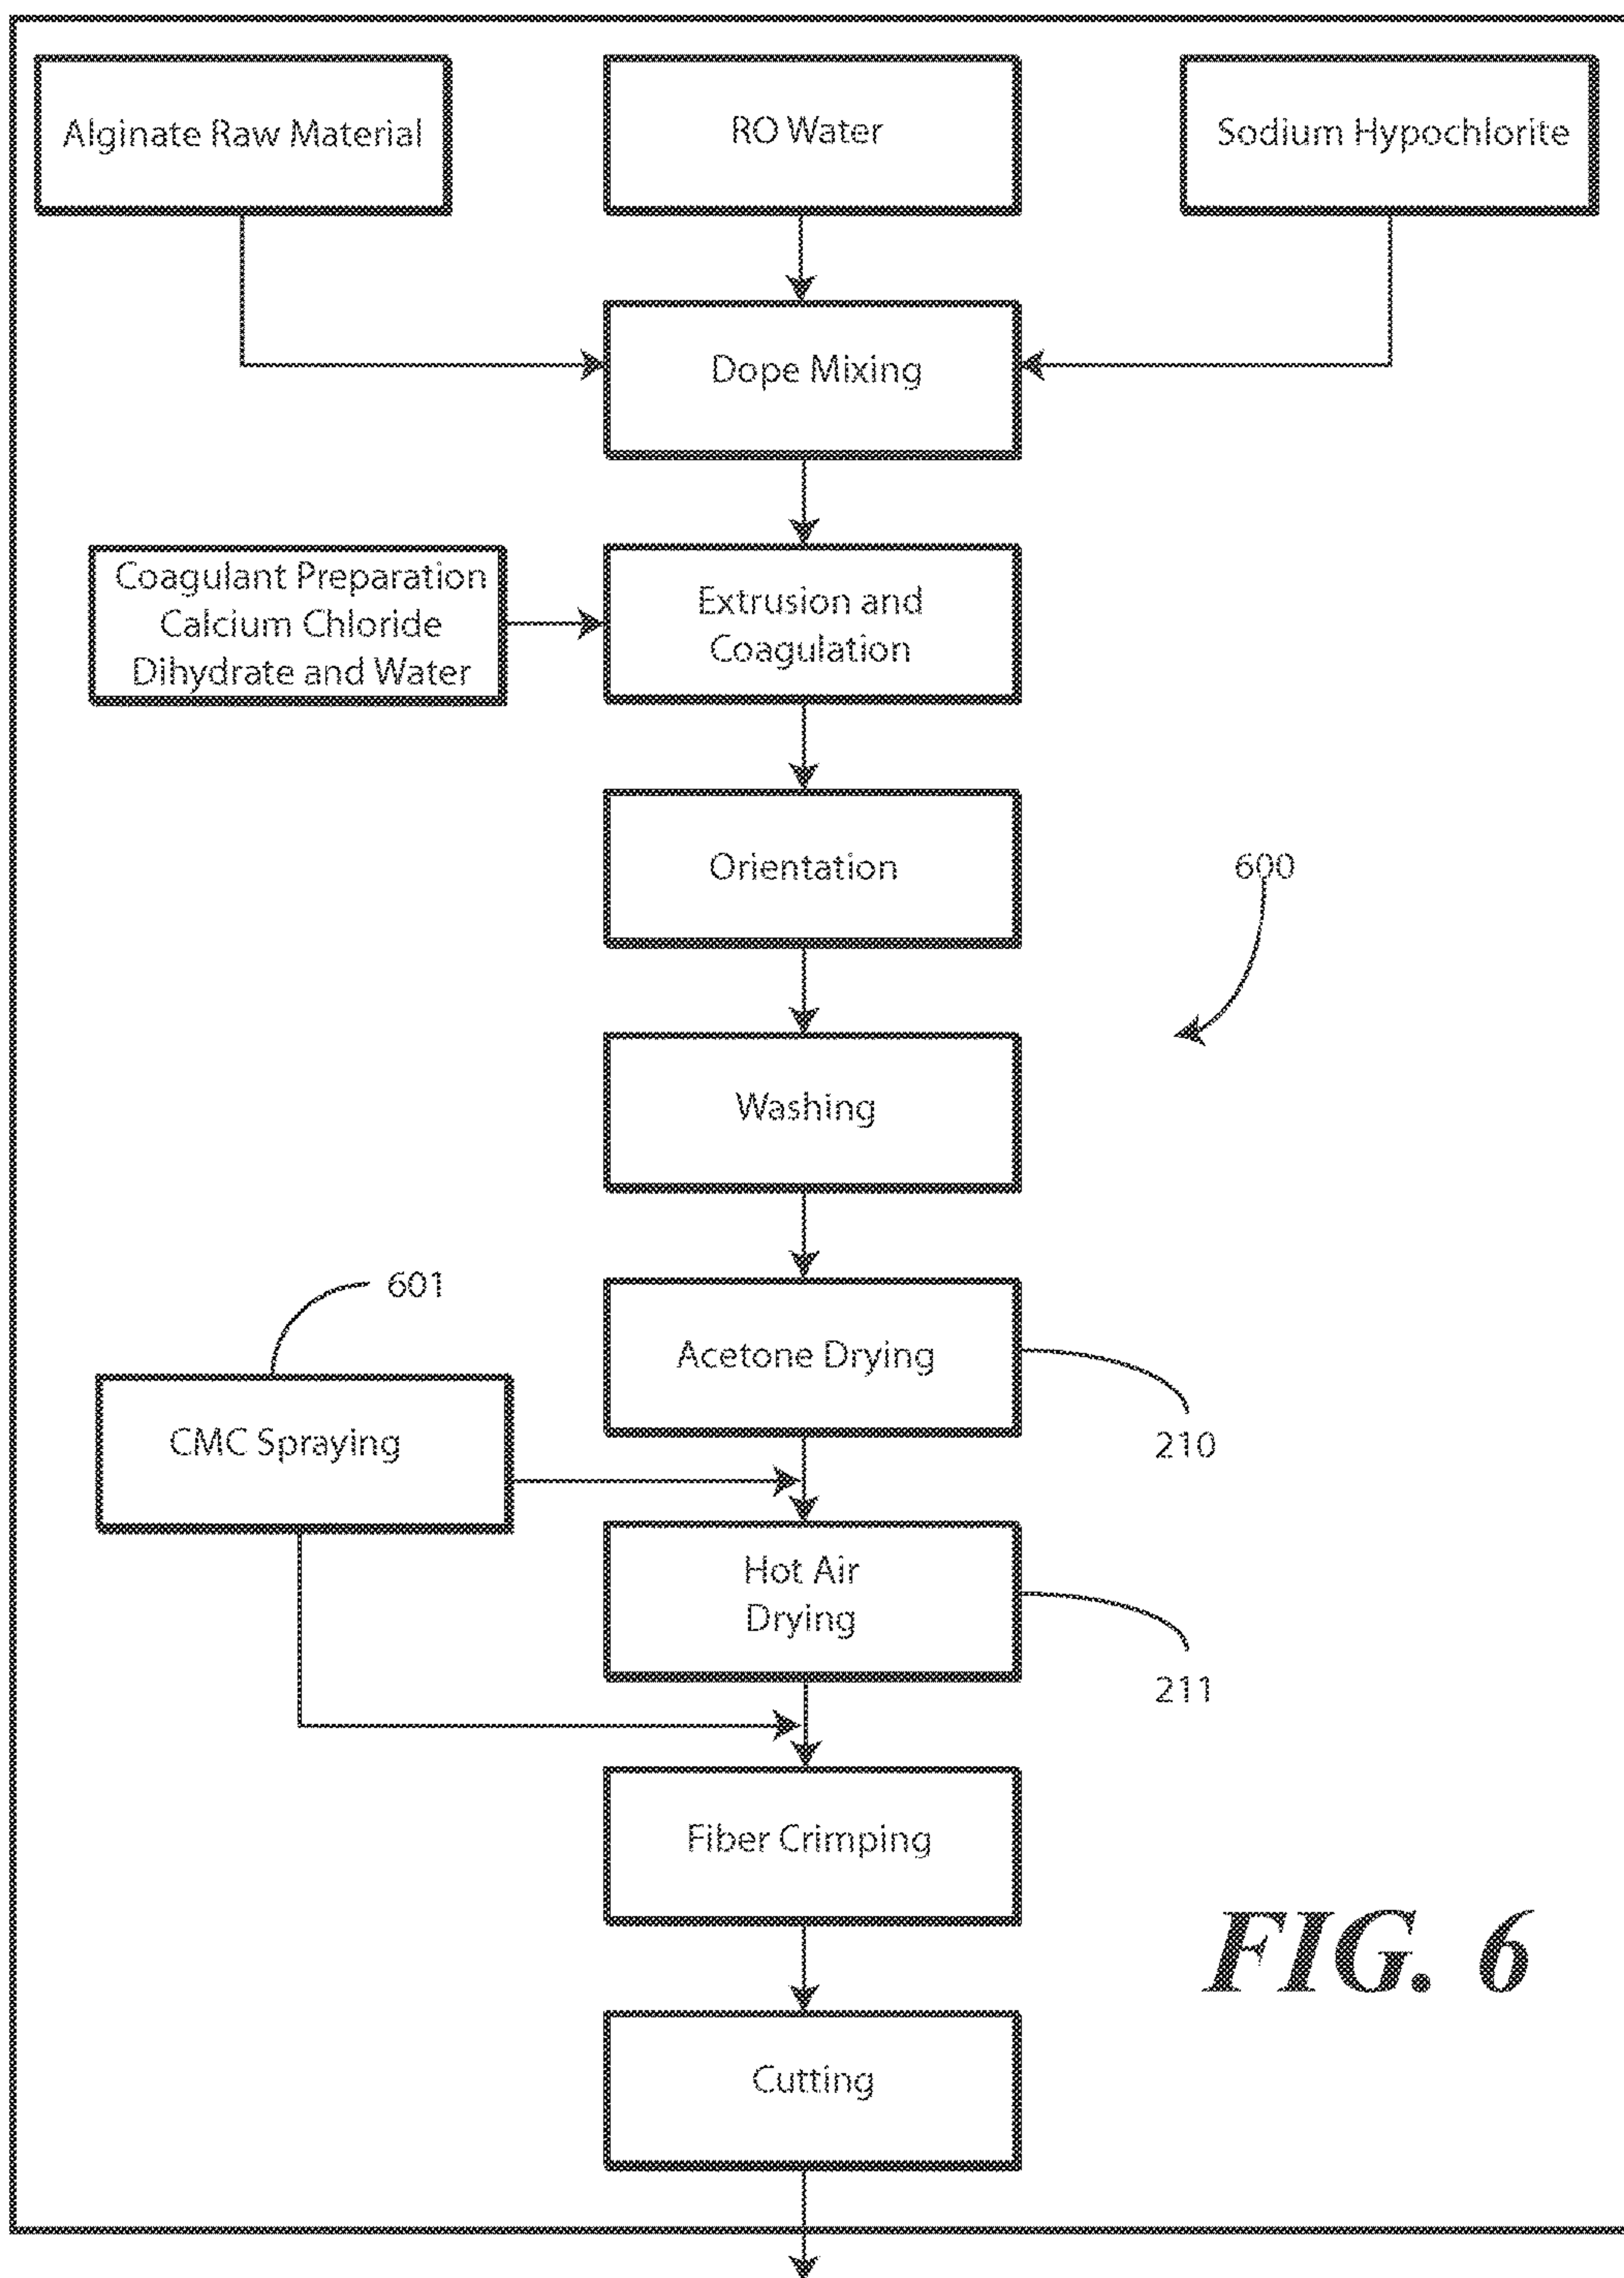 Alginate Raw Material
RO Water
Sodium Hypochlorite
Dope Mixing
Coagulant Preparation
Calcium Chloride
Dihydrate and Water
Extrusion and
Coagulation
Orientation
600
Washing
601
Acetone Drying
210
CMC Spraying
Hot Air
Drying
211
Fiber Crimping
FIG. 6
Cutting